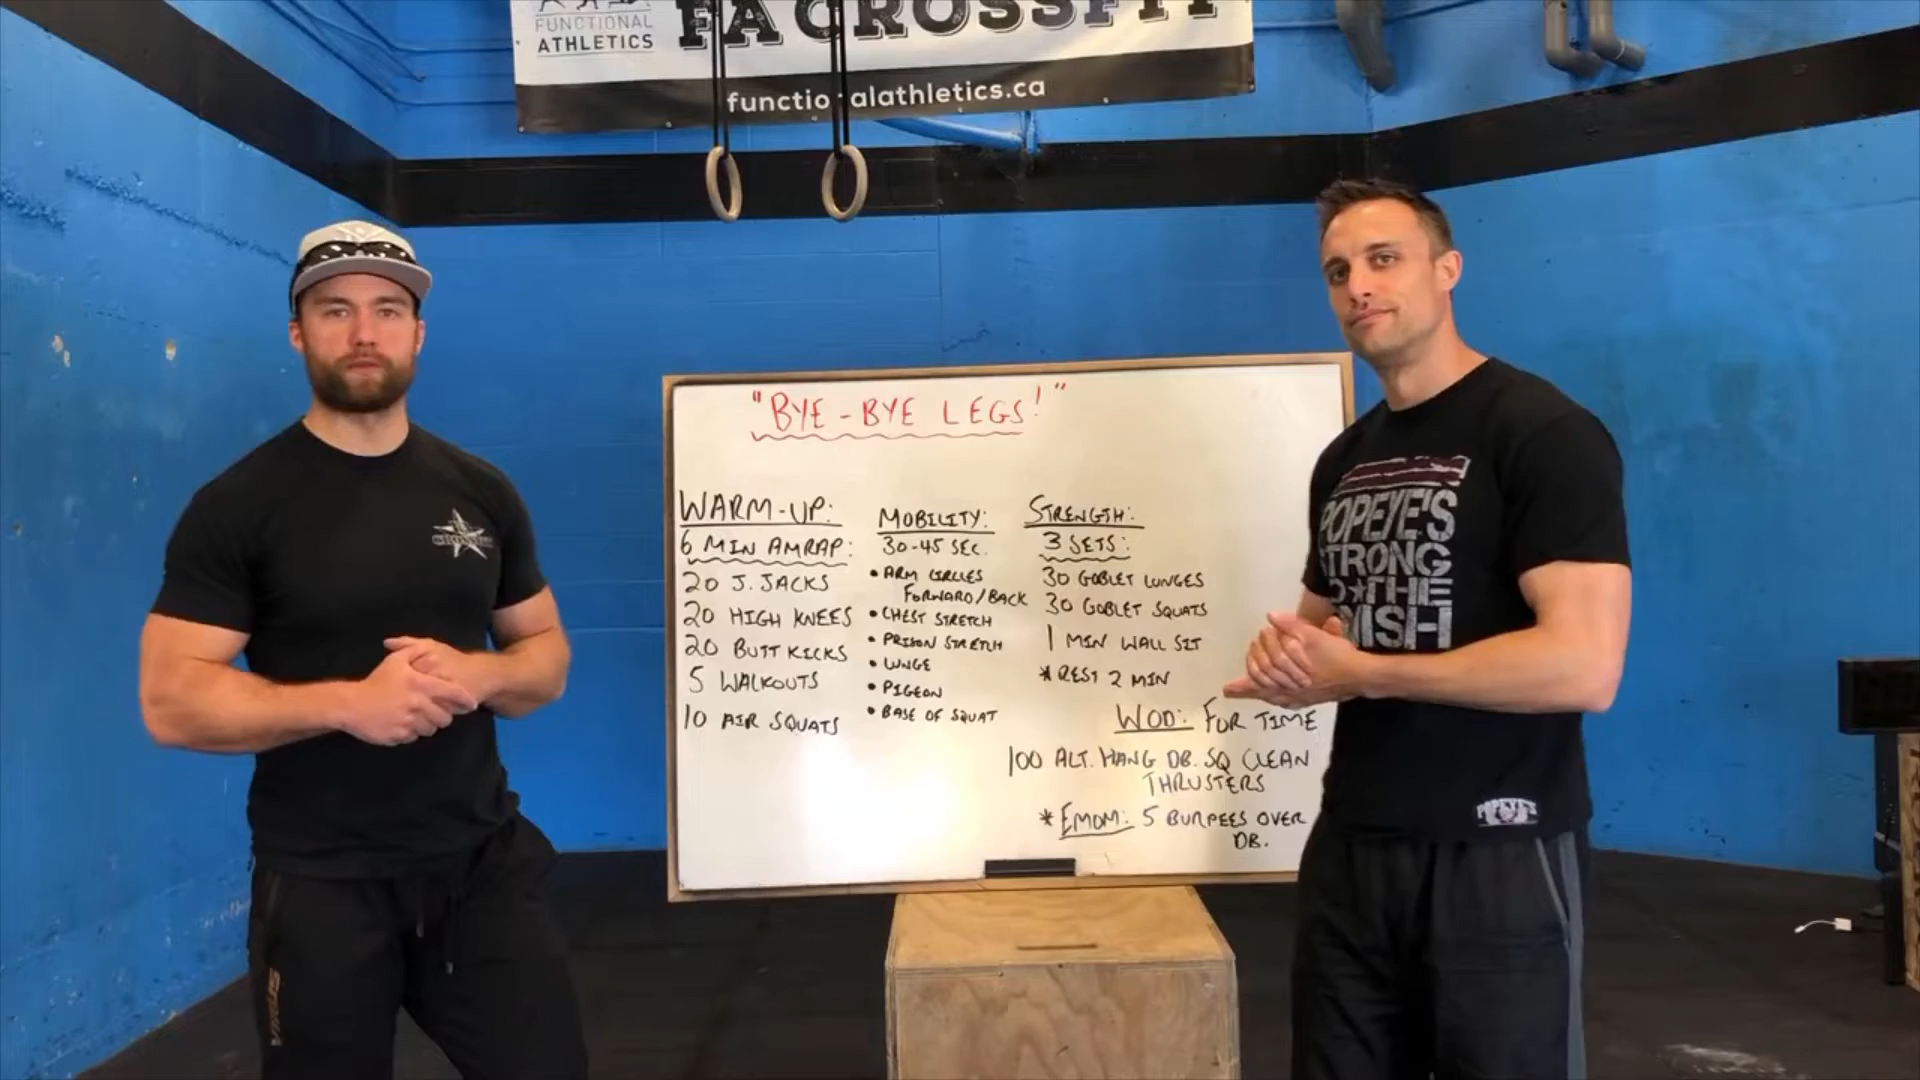 FUNCTIONAL
ATHLETICS
FA CROSSFIT
functio alathletics.ca
"BYE-BYE LEGS!"
WARM-UP:
6 MIN AMRAP:
20 J. JACKS
20 HIGH KNEES
20 BUTT KICKS
5 WALKOUTS
10 AIR SQUATS
MOBILITY:
30-45 SEC.
• ARM CIRCLES
FORWARD/BACK
• CHEST STRETCH
• PRISON STRETCH
• LUNGE
• PIGEON
• BASE OF SQUAT
STRENGTH:
3 SETS:
30 GOBLET LUNGES
30 GOBLET SQUATS
1 MIN WALL SIT
* REST 2 MIN
WOD: FOR TIME
100 ALT. HANG DB. SQ CLEAN
THRUSTERS
* EMOM: 5 BURPEES OVER
DB.
POPEYE'S
STRONG
TO★THE
POPEYE'S
VIRUS